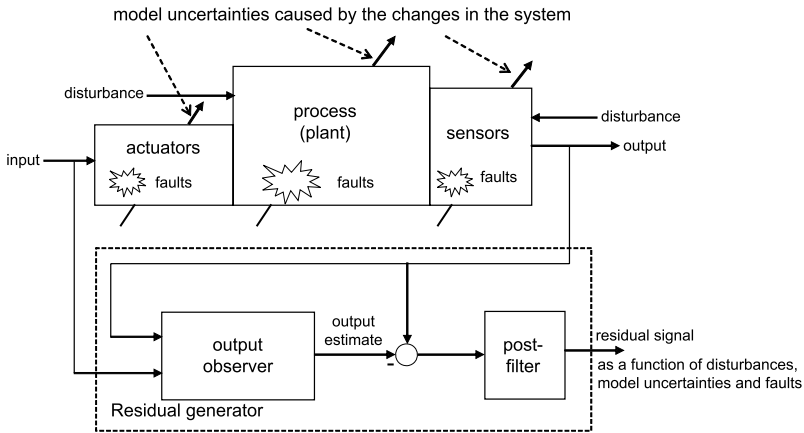 model uncertainties caused by the changes in the system
disturbance
process
(plant)
disturbance
sensors
actuators
output
input
faults
faults
faults
output
estimate
output
observer
-
post-
filter
residual signal
as a function of disturbances,
model uncertainties and faults
Residual generator